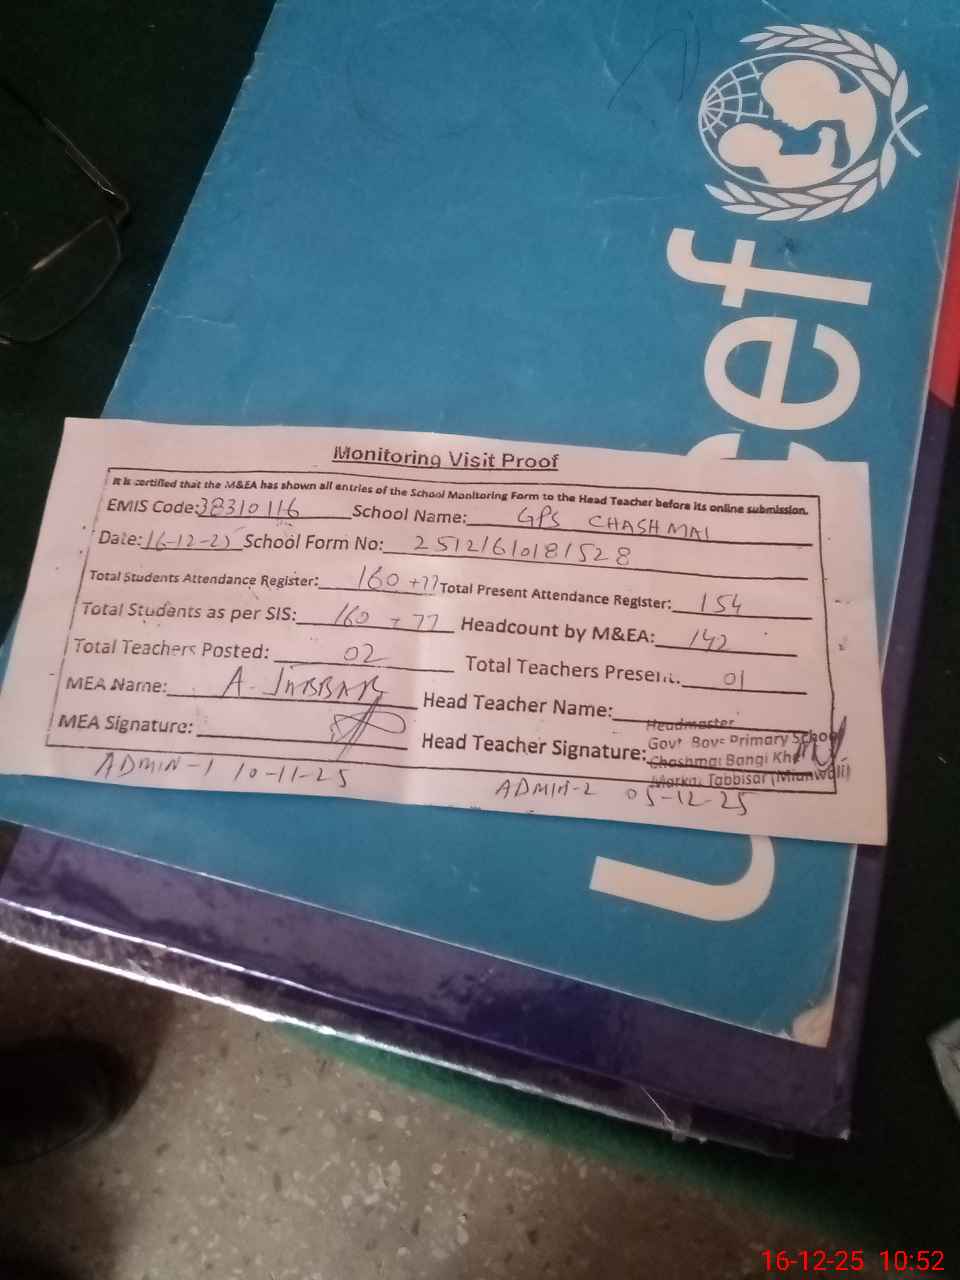 unicef
Monitoring Visit Proof
It is certified that the M&EA has shown all entries of the School Monitoring Form to the Head Teacher before its online submission.
EMIS Code: 38310116 School Name: GPS CHASHMAI
Date: 16-12-25 School Form No: 25121610181528
Total Students Attendance Register: 160 +77 Total Present Attendance Register: 154
Total Students as per SIS: 160 + 77 Headcount by M&EA: 142
Total Teachers Posted: 02 Total Teachers Present: 01
MEA Name: A. JABBAR Head Teacher Name:
MEA Signature: Head Teacher Signature:
Headmaster
Govt Boys Primary School
Chashmai Bangi Khel
Markaz Tabbisar (Mianwali)
ADMIN-1 10-11-25 ADMIN-2 05-12-25
16-12-25 10:52